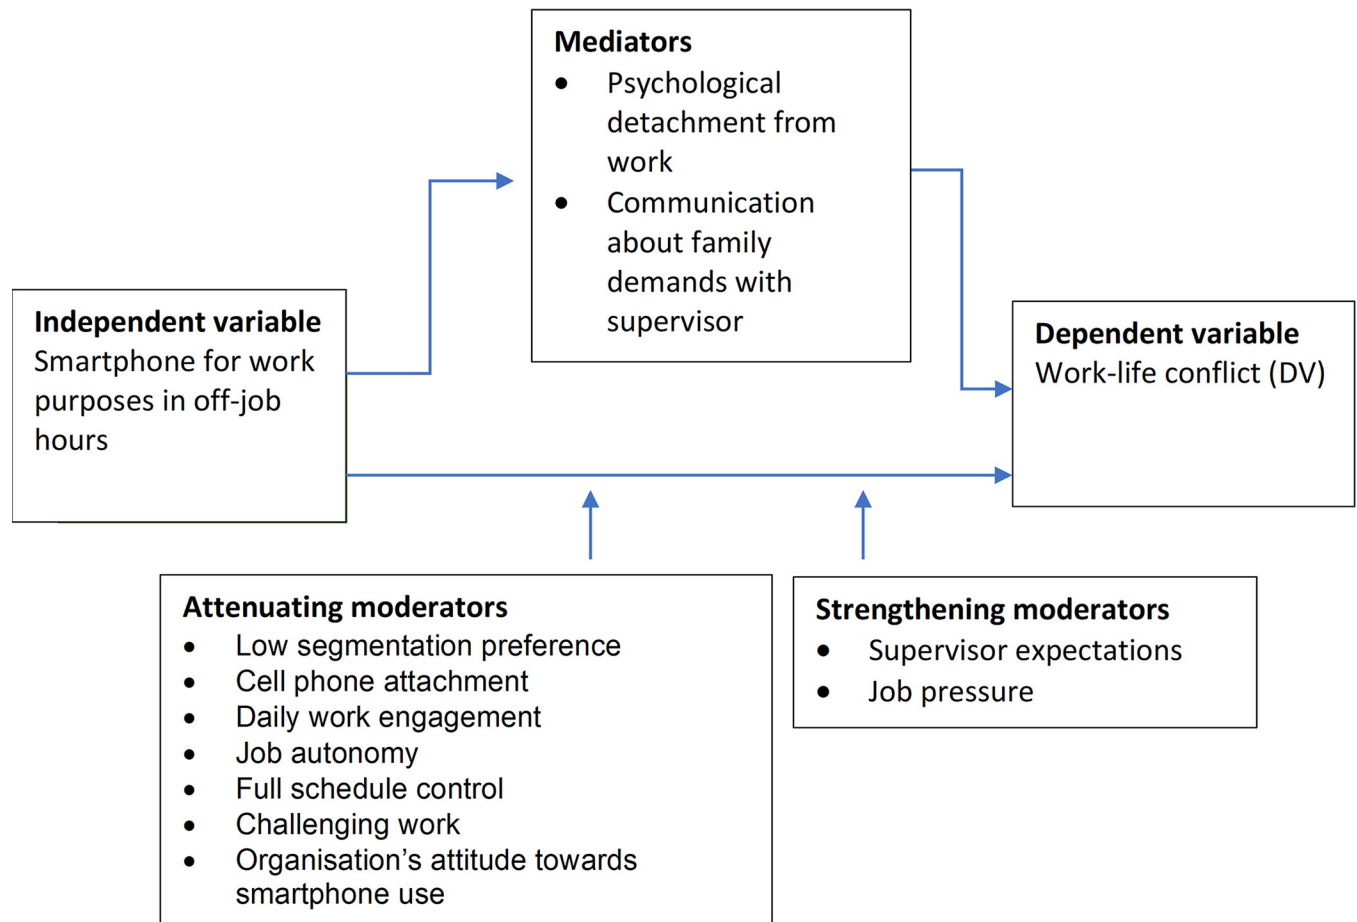 Mediators
• Psychological
detachment from
work
• Communication
about family
demands with
supervisor
Independent variable
Smartphone for work
purposes in off-job
hours
Dependent variable
Work-life conflict (DV)
Attenuating moderators
• Low segmentation preference
• Cell phone attachment
• Daily work engagement
• Job autonomy
• Full schedule control
• Challenging work
• Organisation’s attitude towards
smartphone use
Strengthening moderators
• Supervisor expectations
• Job pressure